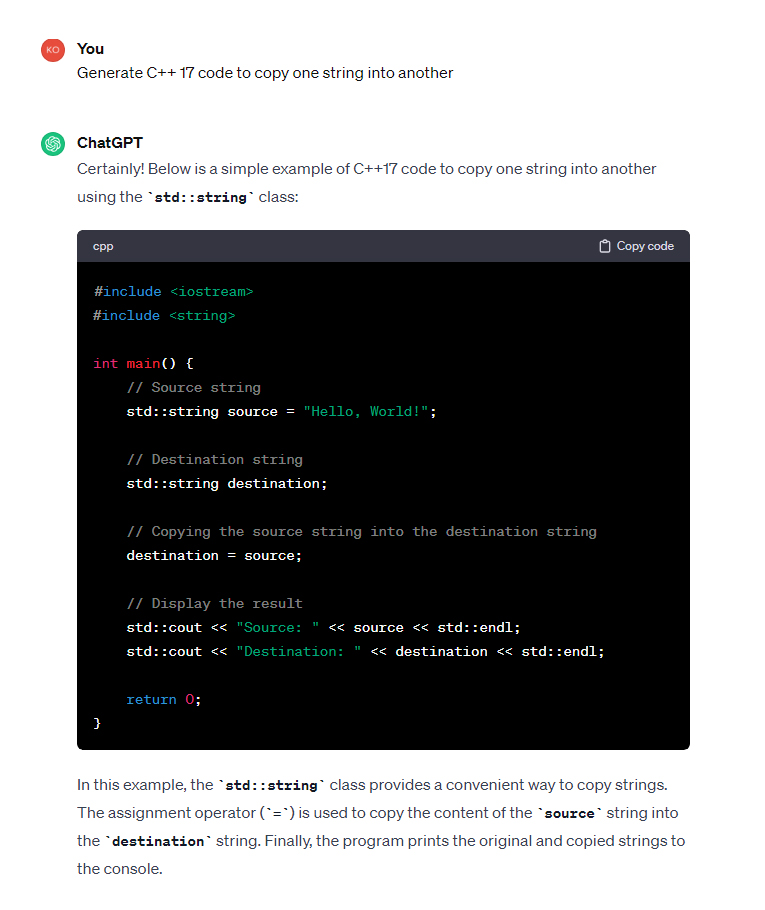 KO
You
Generate C++ 17 code to copy one string into another
ChatGPT
Certainly! Below is a simple example of C++17 code to copy one string into another
using the `std::string` class:
cpp
Copy code
#include <iostream>
#include <string>
int main() {
    // Source string
    std::string source = "Hello, World!";
    // Destination string
    std::string destination;
    // Copying the source string into the destination string
    destination = source;
    // Display the result
    std::cout << "Source: " << source << std::endl;
    std::cout << "Destination: " << destination << std::endl;
    return 0;
}
In this example, the `std::string` class provides a convenient way to copy strings.
The assignment operator (`=`) is used to copy the content of the `source` string into
the `destination` string. Finally, the program prints the original and copied strings to
the console.